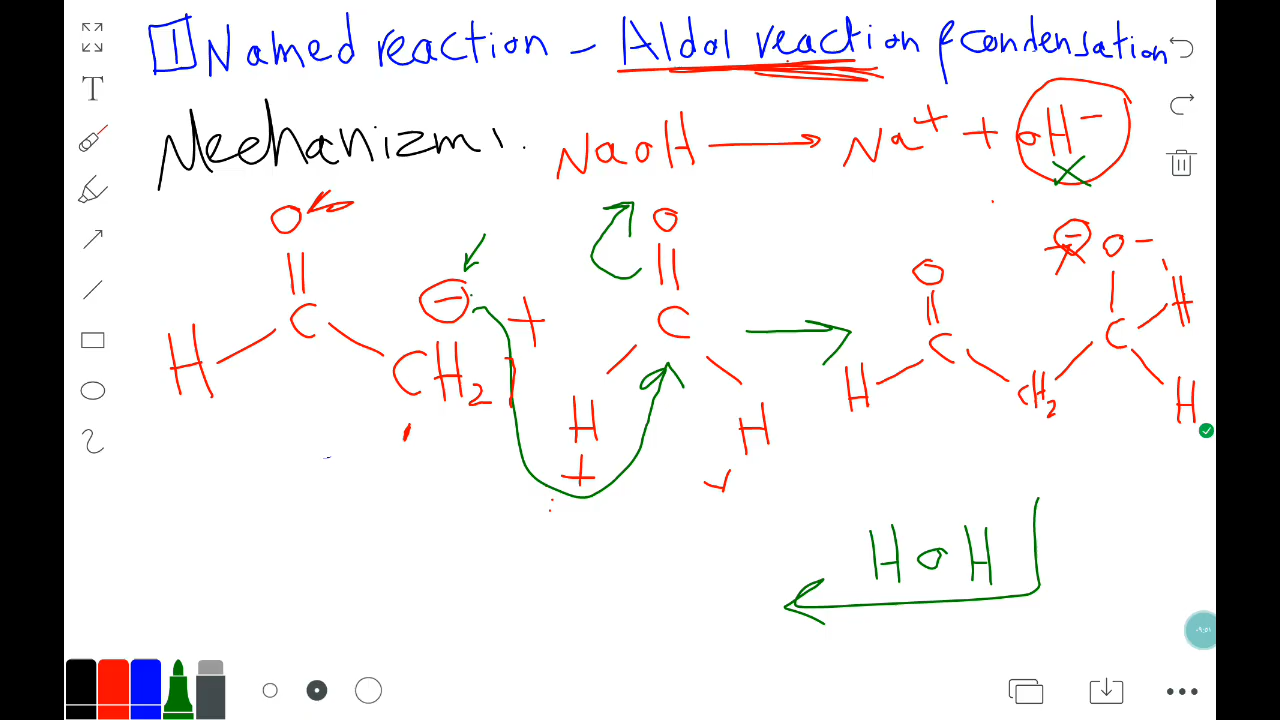 1 Named reaction - Aldol reaction & condensation
Mechanizm: NaOH → Na+ + OH-
O O O ⊖ O-
H C ⊖ CH2 + C → H C CH2 C H H
H H
+
HOH